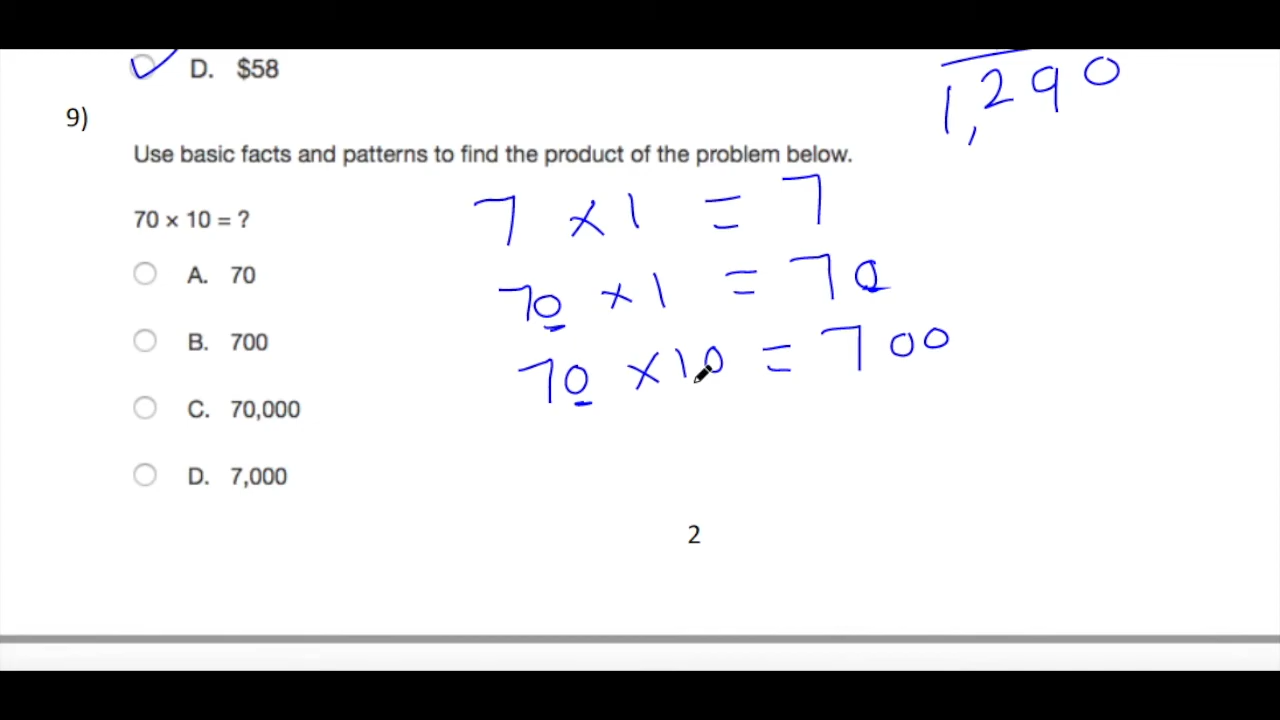 D. $58
1,290
9)
Use basic facts and patterns to find the product of the problem below.
7 × 1 = 7
70 × 10 = ?
A. 70
70 × 1 = 70
B. 700
70 × 10 = 700
C. 70,000
D. 7,000
2